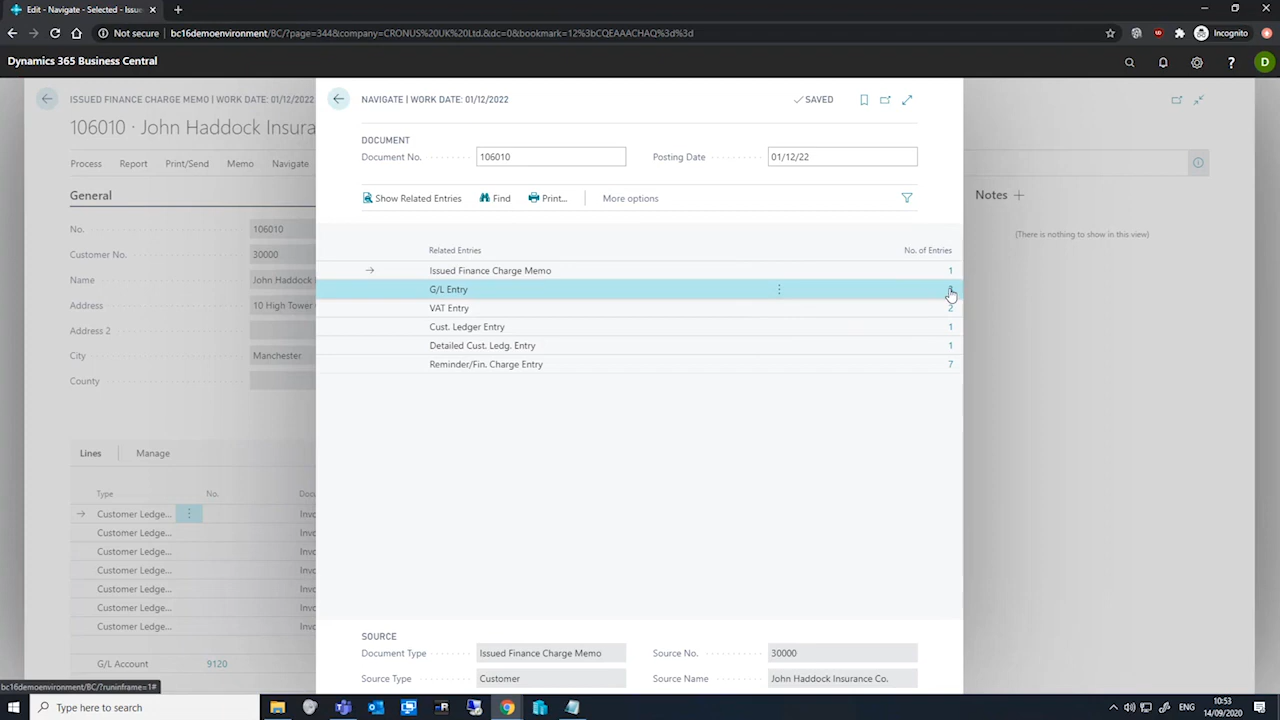 Edit - Navigate - Sales - Issued
Not secure | bc16demoenvironment/BC/?page=344&company=CRONUS%20UK%20Ltd.&dc=0&bookmark=12%3bCQEAAACHAQ%3d%3d
Incognito
Dynamics 365 Business Central
D
ISSUED FINANCE CHARGE MEMO | WORK DATE: 01/12/2022
106010 · John Haddock Insura
Process Report Print/Send Memo Navigate
General
No. 106010
Customer No. 30000
Name John Haddock I
Address 10 High Tower
Address 2
City Manchester
County
Lines Manage
Type No. Docu
Customer Ledge... Invo
Customer Ledge... Invo
Customer Ledge... Invo
Customer Ledge... Invo
Customer Ledge... Invo
Customer Ledge... Invo
Customer Ledge... Invo
G/L Account 9120
NAVIGATE | WORK DATE: 01/12/2022
SAVED
DOCUMENT
Document No. 106010 Posting Date 01/12/22
Show Related Entries Find Print... More options
Related Entries No. of Entries
Issued Finance Charge Memo 1
G/L Entry
VAT Entry 2
Cust. Ledger Entry 1
Detailed Cust. Ledg. Entry 1
Reminder/Fin. Charge Entry 7
SOURCE
Document Type Issued Finance Charge Memo Source No. 30000
Source Type Customer Source Name John Haddock Insurance Co.
Notes +
(There is nothing to show in this view)
bc16demoenvironment/BC/?runinframe=1#
Type here to search
10:53
14/09/2020